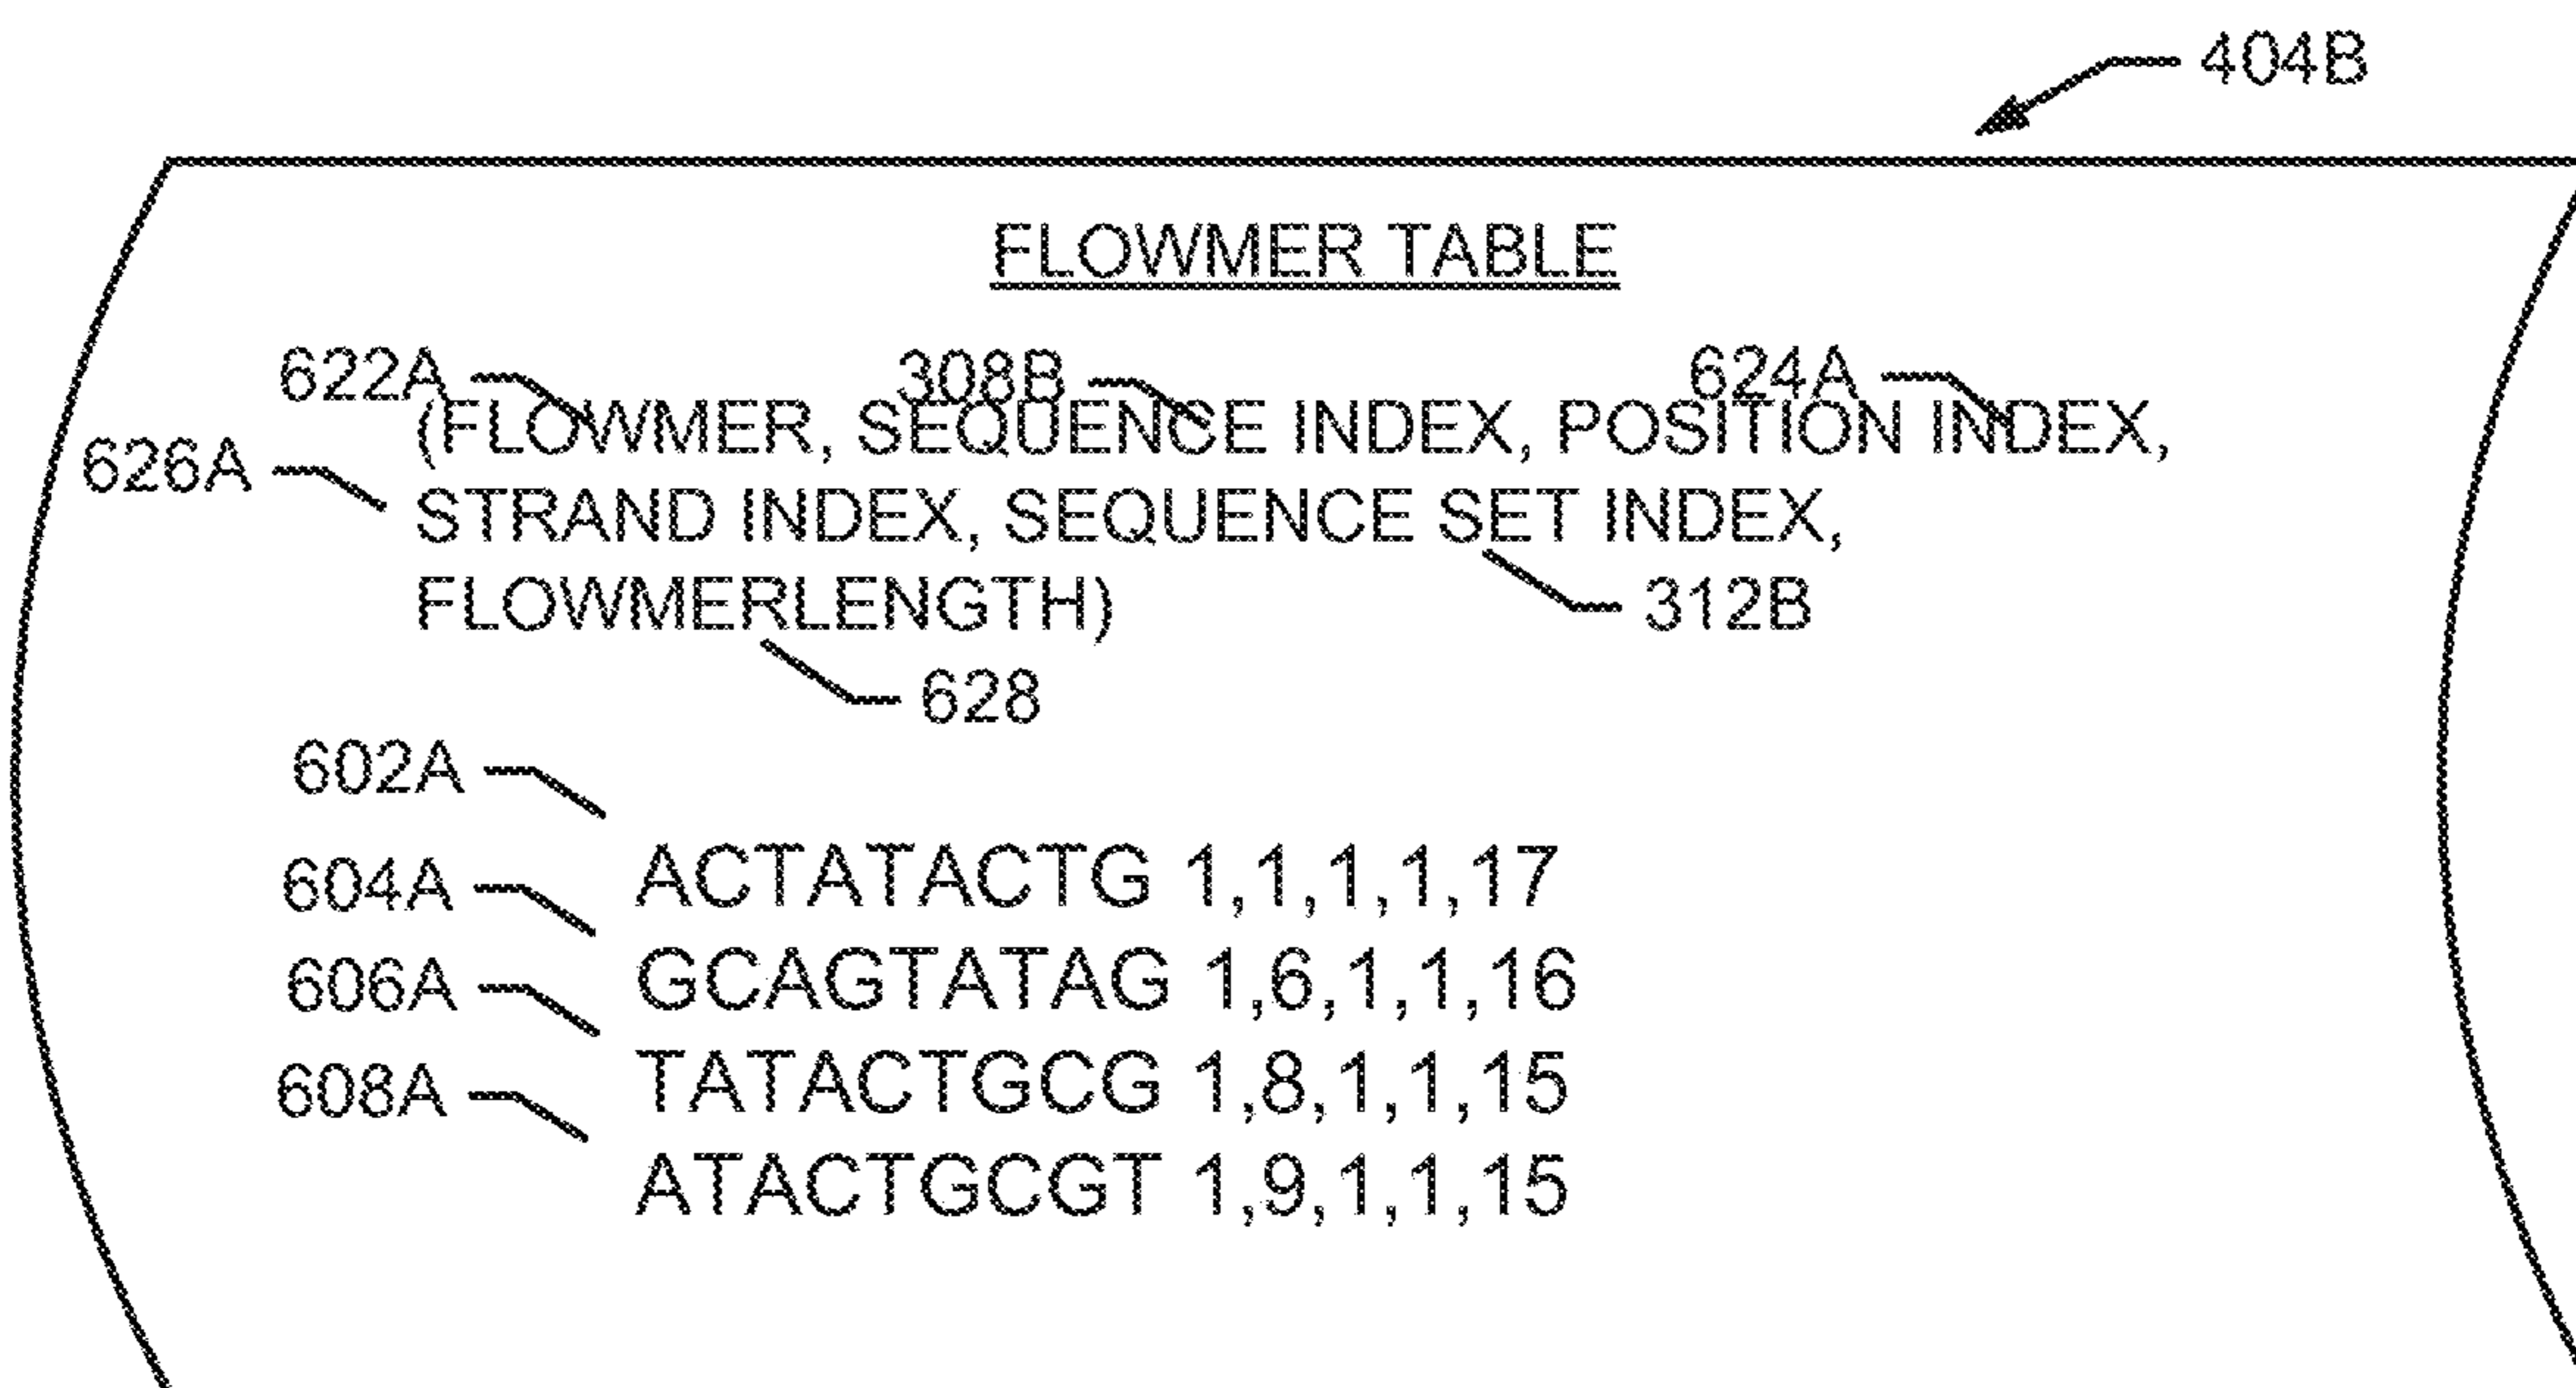 404B
FLOWMER TABLE
622A 308B 624A
(FLOWMER, SEQUENCE INDEX, POSITION INDEX,
626A
STRAND INDEX, SEQUENCE SET INDEX,
FLOWMERLENGTH) 312B
628
602A
ACTATACTG 1,1,1,1,17
604A
GCAGTATAG 1,6,1,1,16
606A
TATACTGCG 1,8,1,1,15
608A
ATACTGCGT 1,9,1,1,15